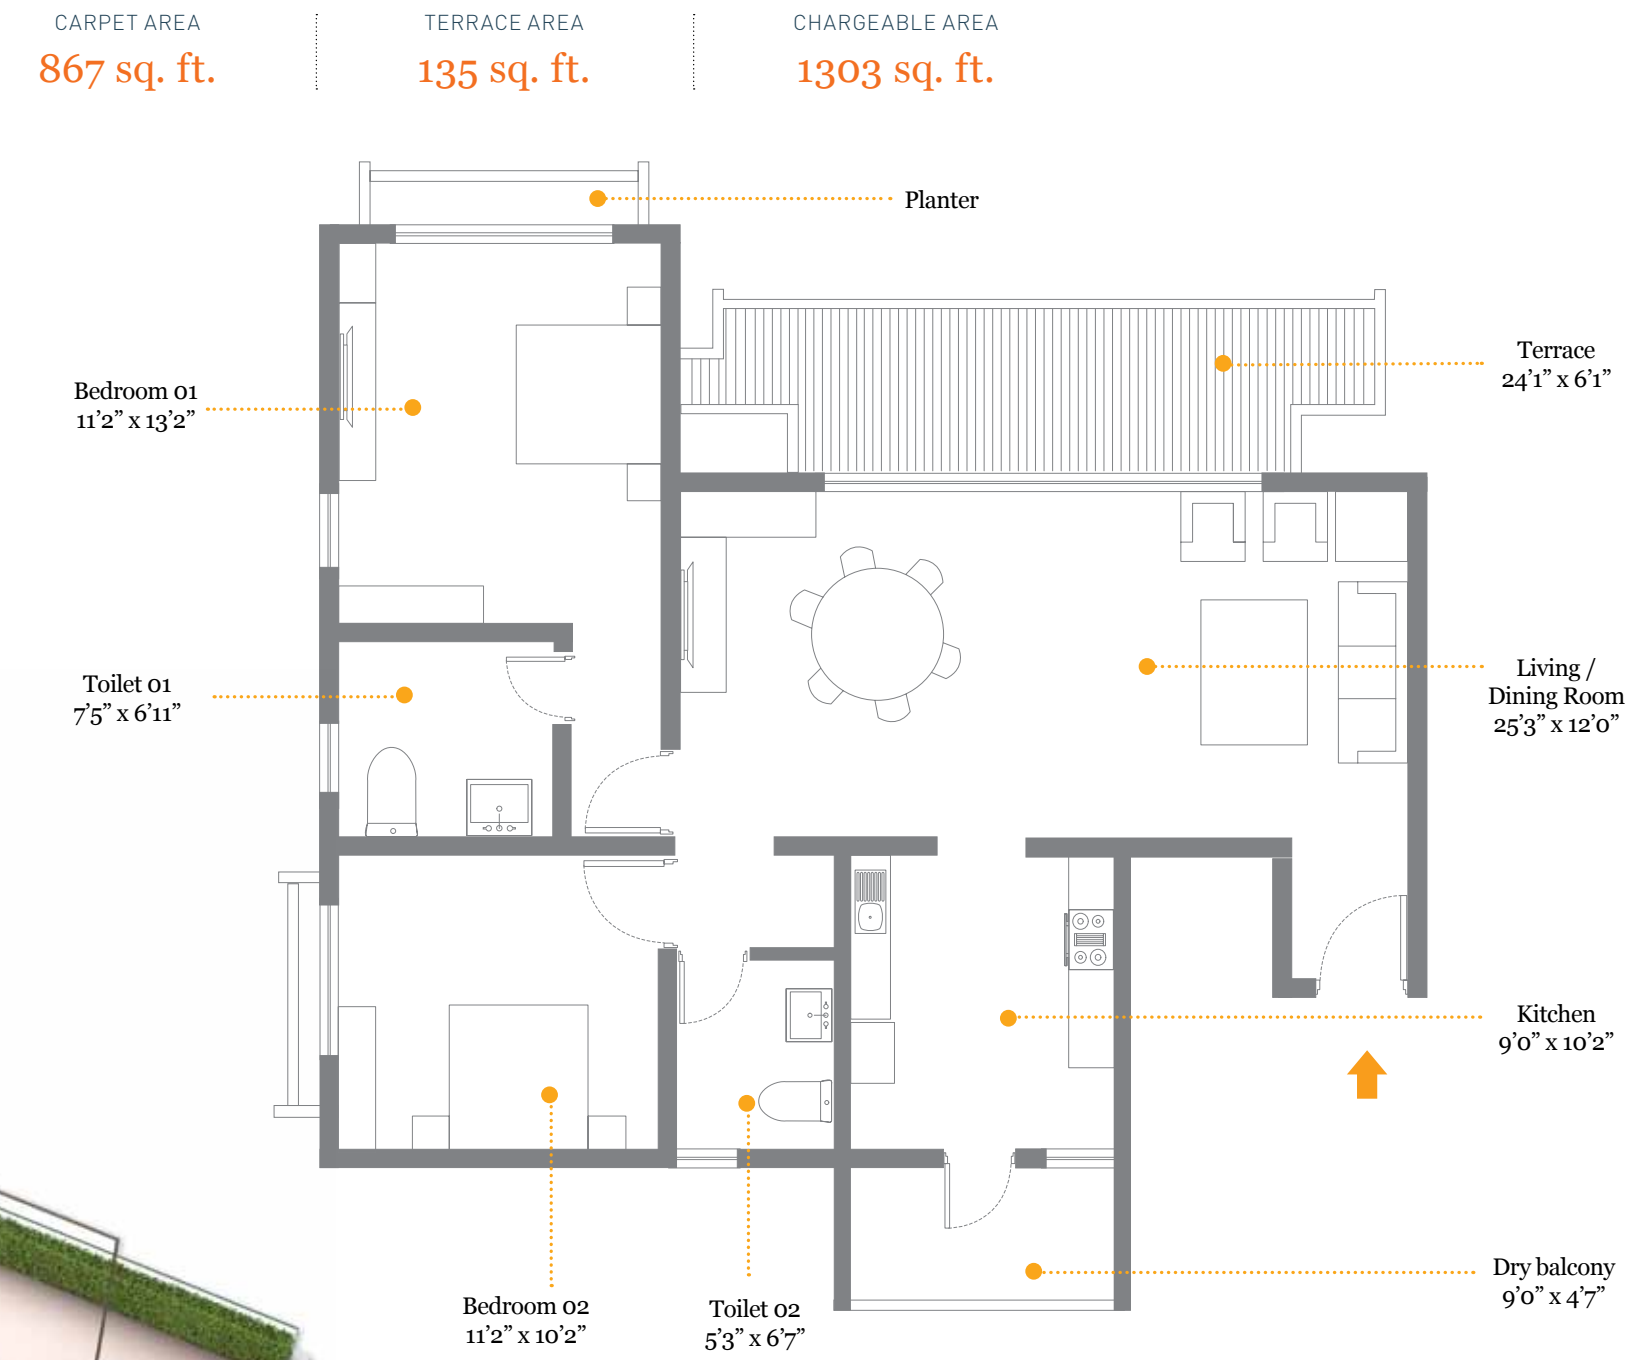 CARPET AREA
867 sq. ft.
TERRACE AREA
135 sq. ft.
CHARGEABLE AREA
1303 sq. ft.
Planter
Terrace
24’1” x 6’1”
Bedroom 01
11’2” x 13’2”
Toilet 01
7’5” x 6’11”
Living /
Dining Room
25’3” x 12’0”
Kitchen
9’0” x 10’2”
Dry balcony
9’0” x 4’7”
Bedroom 02
11’2” x 10’2”
Toilet 02
5’3” x 6’7”